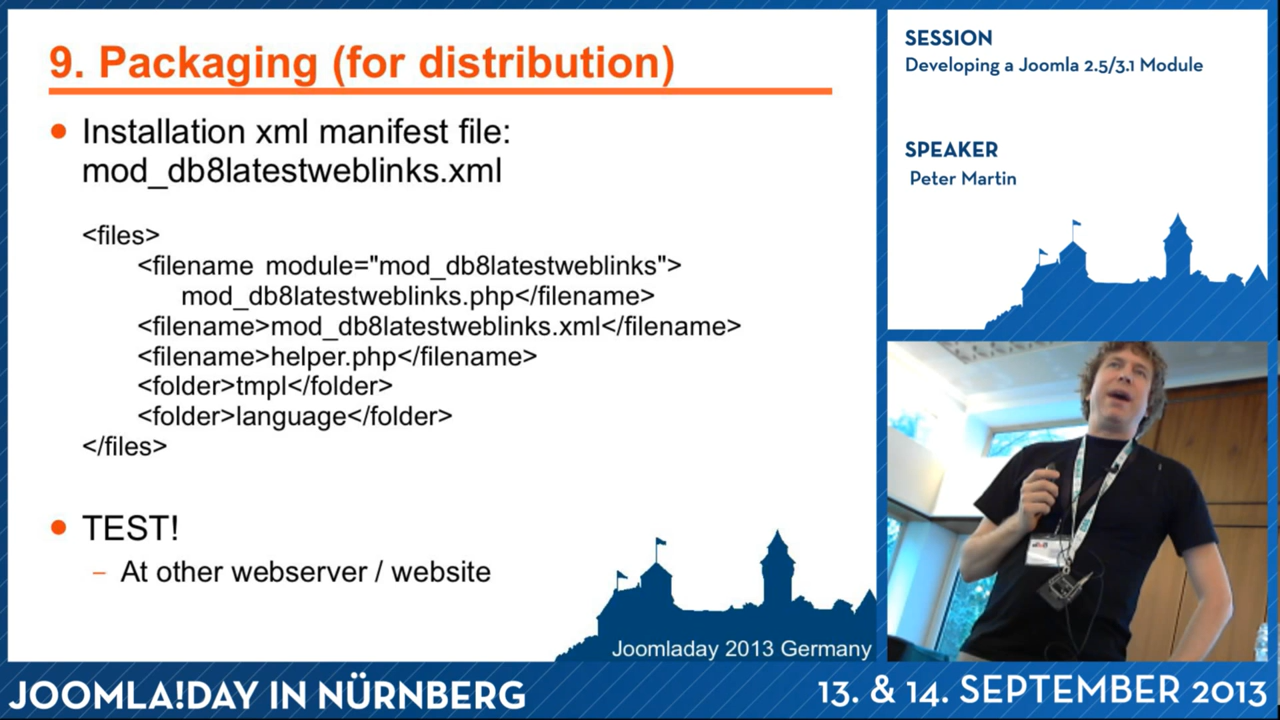 9. Packaging (for distribution)
Installation xml manifest file:
mod_db8latestweblinks.xml
<files>
<filename module="mod_db8latestweblinks">
mod_db8latestweblinks.php</filename>
<filename>mod_db8latestweblinks.xml</filename>
<filename>helper.php</filename>
<folder>tmpl</folder>
<folder>language</folder>
</files>
TEST!
– At other webserver / website
Joomladay 2013 Germany
SESSION
Developing a Joomla 2.5/3.1 Module
SPEAKER
Peter Martin
JOOMLA!DAY IN NÜRNBERG
13. & 14. SEPTEMBER 2013